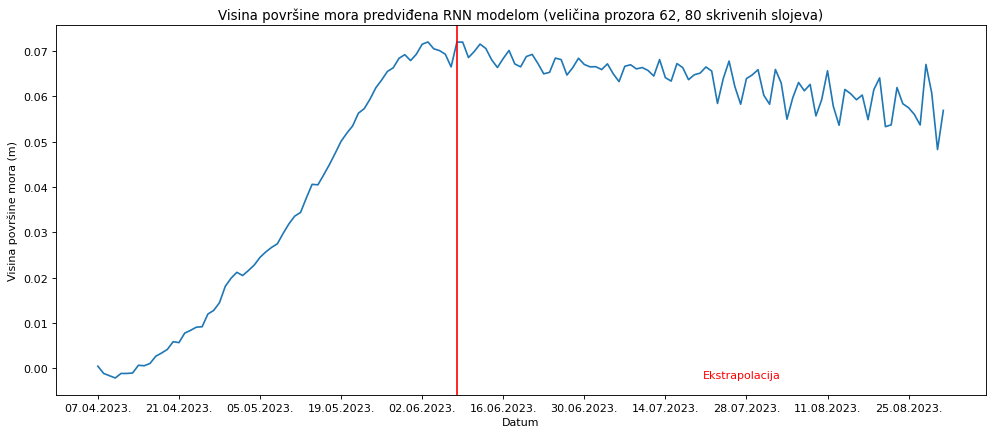 Visina površine mora predviđena RNN modelom (veličina prozora 62, 80 skrivenih slojeva)
Visina površine mora (m)
0.07
0.06
0.05
0.04
0.03
0.02
0.01
0.00
Ekstrapolacija
07.04.2023. 21.04.2023. 05.05.2023. 19.05.2023. 02.06.2023. 16.06.2023. 30.06.2023. 14.07.2023. 28.07.2023. 11.08.2023. 25.08.2023.
Datum